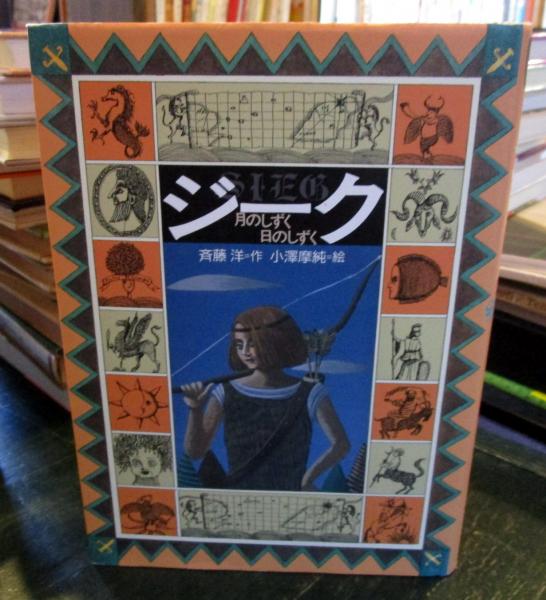 SIEG
ジーク
月のしずく
日のしずく
斉藤 洋=作 小澤摩純=絵